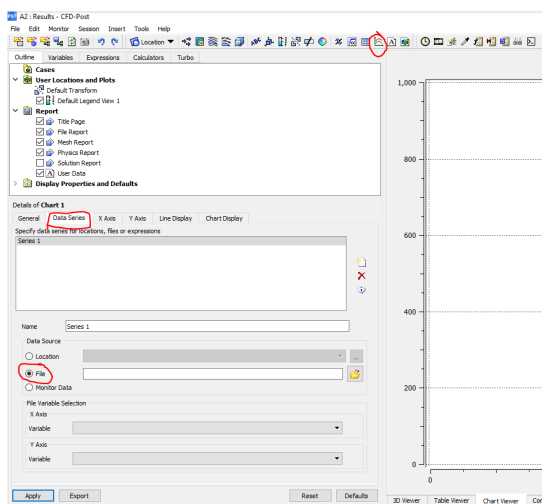 A2 : Results - CFD-Post
File Edit Monitor Session Insert Tools Help
Location
Outline Variables Expressions Calculators Turbo
Cases
User Locations and Plots
Default Transform
Default Legend View 1
Report
Title Page
File Report
Mesh Report
Physics Report
Solution Report
A User Data
Display Properties and Defaults
Details of Chart 1
General Data Series X Axis Y Axis Line Display Chart Display
Specify data series for locations, files or expressions
Series 1
Name Series 1
Data Source
Location ...
File
Monitor Data
File Variable Selection
X Axis
Variable
Y Axis
Variable
Apply Export Reset Defaults
1,000
800
600
400
200
0
0
3D Viewer Table Viewer Chart Viewer